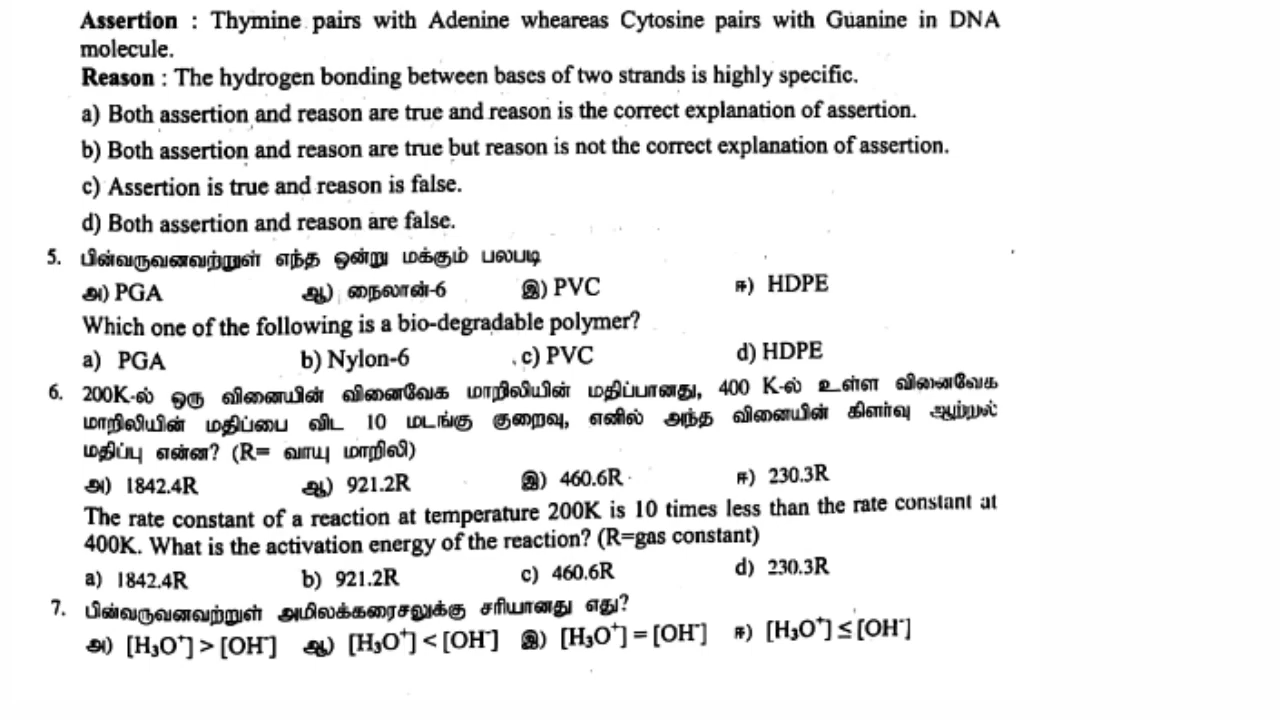 Assertion : Thymine pairs with Adenine wheareas Cytosine pairs with Guanine in DNA
molecule.
Reason : The hydrogen bonding between bases of two strands is highly specific.
a) Both assertion and reason are true and reason is the correct explanation of assertion.
b) Both assertion and reason are true but reason is not the correct explanation of assertion.
c) Assertion is true and reason is false.
d) Both assertion and reason are false.
5. பின்வருவனவற்றுள் எந்த ஒன்று மக்கும் பலபடி
அ) PGA ஆ) நைலான்-6 இ) PVC ஈ) HDPE
Which one of the following is a bio-degradable polymer?
a) PGA b) Nylon-6 c) PVC d) HDPE
6. 200K-ல் ஒரு வினையின் வினைவேக மாறிலியின் மதிப்பானது, 400 K-ல் உள்ள வினைவேக
மாறிலியின் மதிப்பை விட 10 மடங்கு குறைவு, எனில் அந்த வினையின் கிளர்வு ஆற்றல்
மதிப்பு என்ன? (R= வாயு மாறிலி)
அ) 1842.4R ஆ) 921.2R இ) 460.6R ஈ) 230.3R
The rate constant of a reaction at temperature 200K is 10 times less than the rate constant at
400K. What is the activation energy of the reaction? (R=gas constant)
a) 1842.4R b) 921.2R c) 460.6R d) 230.3R
7. பின்வருவனவற்றுள் அமிலக்கரைசலுக்கு சரியானது எது?
அ) [H₃O⁺] > [OH⁻] ஆ) [H₃O⁺] < [OH⁻] இ) [H₃O⁺] = [OH⁻] ஈ) [H₃O⁺] ≤ [OH⁻]